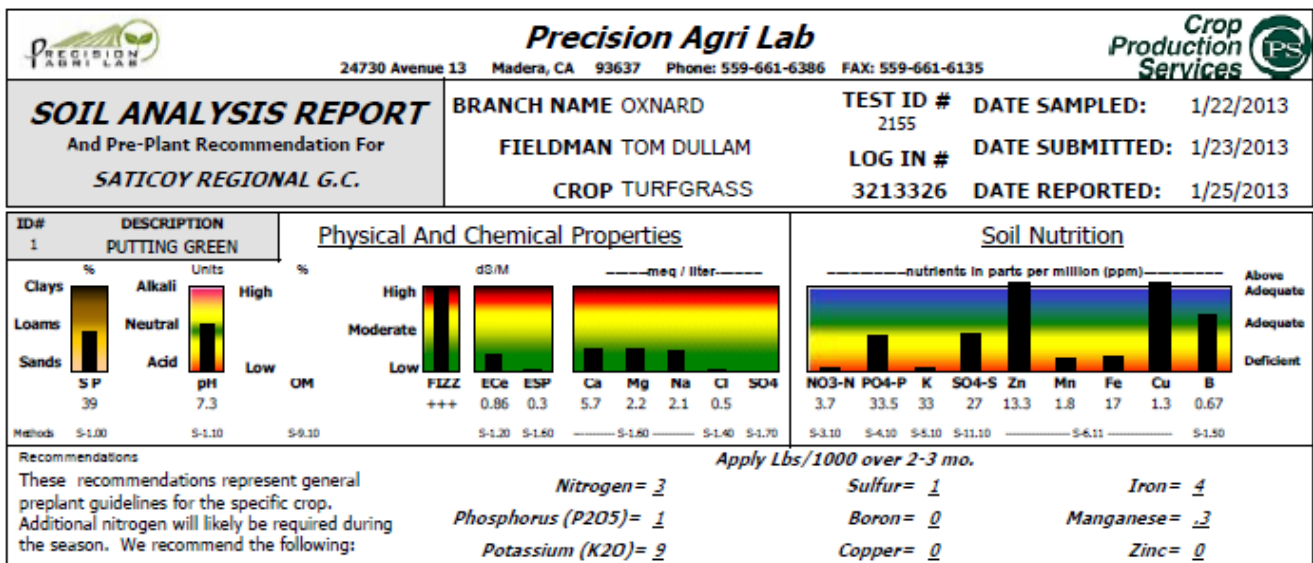 PRECISION
AGRI LAB
Precision Agri Lab
24730 Avenue 13 Madera, CA 93637 Phone: 559-661-6386 FAX: 559-661-6135
Crop
Production
Services
CPS
SOIL ANALYSIS REPORT
And Pre-Plant Recommendation For
SATICOY REGIONAL G.C.
BRANCH NAME OXNARD
FIELDMAN TOM DULLAM
CROP TURFGRASS
TEST ID #
2155
LOG IN #
3213326
DATE SAMPLED: 1/22/2013
DATE SUBMITTED: 1/23/2013
DATE REPORTED: 1/25/2013
ID# DESCRIPTION
1 PUTTING GREEN
Physical And Chemical Properties
Soil Nutrition
% Units % dS/M --------meq / liter--------
Clays Alkali High High
Loams Neutral Moderate
Sands Acid Low Low
SP pH OM FIZZ ECe ESP Ca Mg Na Cl SO4
39 7.3 +++ 0.86 0.3 5.7 2.2 2.1 0.5
Methods S-1.00 S-1.10 S-9.10 S-1.20 S-1.60 ---------- S-1.60 -------- S-1.40 S-1.70
---------------nutrients in parts per million (ppm)---------------
Above
Adequate
Adequate
Deficient
NO3-N PO4-P K SO4-S Zn Mn Fe Cu B
3.7 33.5 33 27 13.3 1.8 17 1.3 0.67
S-3.10 S-4.10 S-5.10 S-11.10 ---------------- S-6.11 ---------------- S-1.50
Recommendations
These recommendations represent general
preplant guidelines for the specific crop.
Additional nitrogen will likely be required during
the season. We recommend the following:
Apply Lbs/1000 over 2-3 mo.
Nitrogen= 3 Sulfur= 1 Iron= 4
Phosphorus (P2O5)= 1 Boron= 0 Manganese= .3
Potassium (K2O)= 9 Copper= 0 Zinc= 0